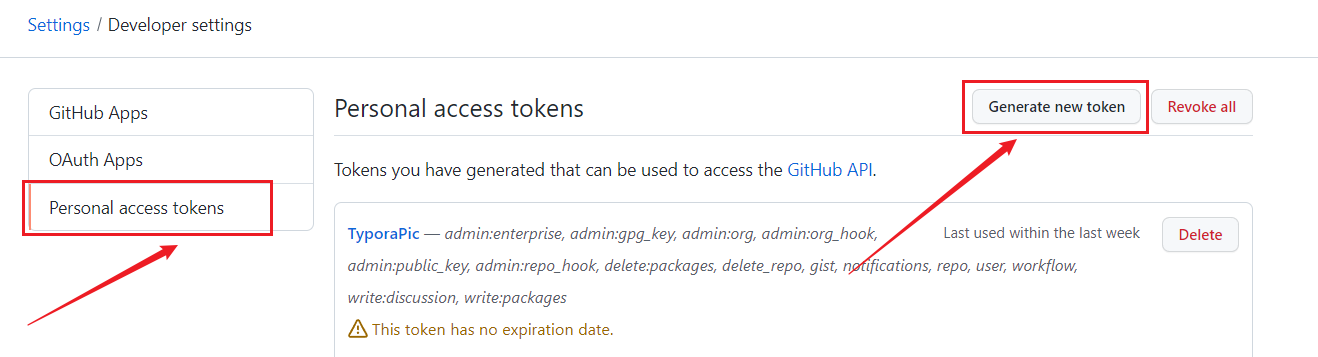 Settings / Developer settings
GitHub Apps
OAuth Apps
Personal access tokens
Personal access tokens
Generate new token
Revoke all
Tokens you have generated that can be used to access the GitHub API.
TyporaPic — admin:enterprise, admin:gpg_key, admin:org, admin:org_hook,
admin:public_key, admin:repo_hook, delete:packages, delete_repo, gist, notifications, repo, user, workflow,
write:discussion, write:packages
Last used within the last week
Delete
This token has no expiration date.